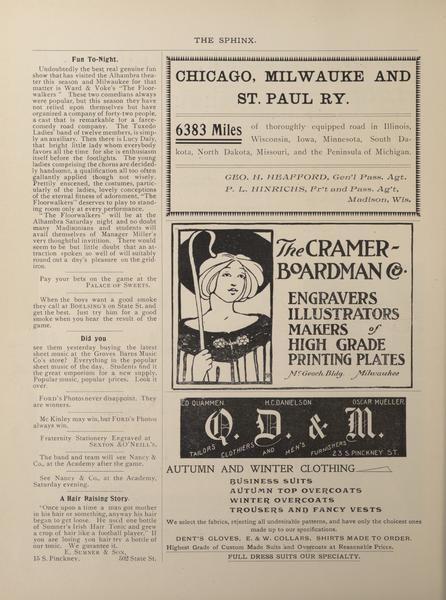 THE SPHINX.
Fun To-Night.
Undoubtedly the best real genuine fun
show that has visited the Alhambra thea-
ter this season and Milwaukee for that
matter is Ward & Voke's "The Floor-
walkers." These two comedians always
were popular, but this season they have
not relied upon themselves but have
organized a company of forty-two people,
a cast that is remarkable for a farce-
comedy road company. The Tuxedo
Ladies' band of twelve members, is simp-
ly an auxiliary. Then there is Lucy Daly,
that bright little lady whom everybody
favors all the time for she is enthusiasm
itself before the footlights. The young
ladies comprising the chorus are decided-
ly handsome, a qualification all too often
gallantly applied though not wisely.
Prettily enscened, the costumes, partic-
ularly of the ladies, lovely conceptions
of the eternal fitness of adornment, "The
Floorwalkers" deserves to play to stand-
ing room only at every performance.
"The Floorwalkers" will be at the
Alhambra Saturday night and no doubt
many Madisonians and students will
avail themselves of Manager Miller's
very thoughtful invitition. There would
seem to be but little doubt that an at-
traction spoken so well of will suitably
round out a day's pleasure on the grid-
iron.
Pay your bets on the game at the
PALACE OF SWEETS.
When the boys want a good smoke
they call at BOELSING'S on State St. and
get the best. Just try him for a good
smoke when you hear the result of the
game.
Did you
see them yesterday buying the latest
sheet music at the Groves Barns Music
Co's store? Everything in the popular
sheet music of the day. Students find it
the great emporium for a new supply.
Popular music, popular prices. Look it
over.
FORD'S Photos never disappoint. They
are winners.
Mc Kinley may win, but FORD'S Photos
always win.
Fraternity Stationery Engraved at
SEXTON & O'NEILL'S.
The band and team will see Nancy &
Co., at the Academy after the game.
See Nancy & Co., at the Academy,
Saturday evening.
A Hair Raising Story.
"Once upon a time a man got mother
in his hair or something, anyway his hair
began to get loose. He used one bottle
of Sumner's Irish Hair Tonic and grew
a crop of hair like a football player." If
you are losing you hair try a bottle of
our tonic. We gurantee it.
E. SUMNER & SON,
15 S. Pinckney. 502 State St.
CHICAGO, MILWAUKE AND
ST. PAUL RY.
6383 Miles of thoroughly equipped road in Illinois,
Wisconsin, Iowa, Minnesota, South Da-
kota, North Dakota, Missouri, and the Peninsula of Michigan.
GEO. H. HEAFFORD, Gen'l Pass. Agt.
P. L. HINRICHS, Fr't and Pass. Ag't,
Madison, Wis.
The CRAMER-
BOARDMAN Co.
ENGRAVERS
ILLUSTRATORS
MAKERS of
HIGH GRADE
PRINTING PLATES
McGeoch. Bldg. Milwaukee
ED QUAMMEN. H.C. DANIELSON OSCAR MUELLER.
Q. D. & M.
TAILORS CLOTHIERS AND MEN'S FURNISHERS
23 S. PINCKNEY ST.
AUTUMN AND WINTER CLOTHING
BUSINESS SUITS
AUTUMN TOP OVERCOATS
WINTER OVERCOATS
TROUSERS AND FANCY VESTS
We select the fabrics, rejecting all undesirable patterns, and have only the choicest ones
made up to our specifications.
DENT'S GLOVES, E. & W. COLLARS, SHIRTS MADE TO ORDER.
Highest Grade of Custom Made Suits and Overcoats at Reasonable Prices.
FULL DRESS SUITS OUR SPECIALTY.